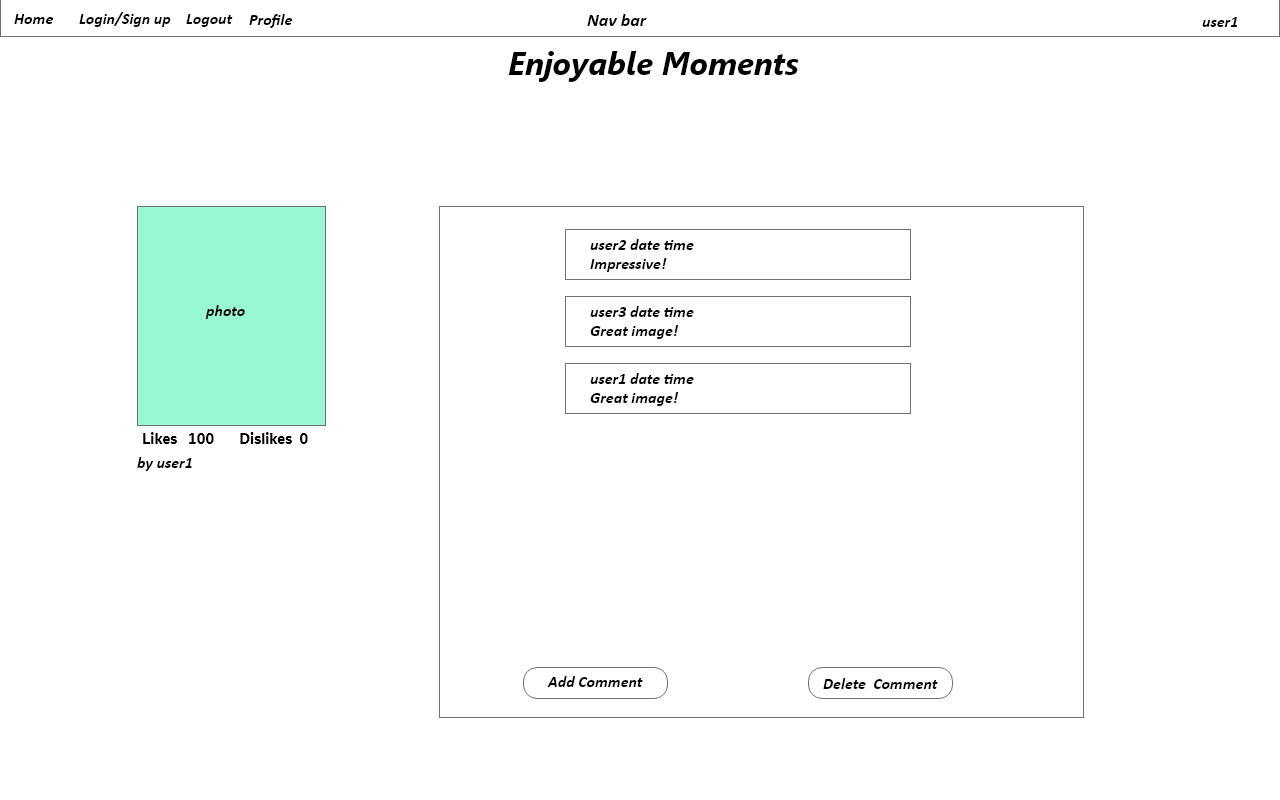 Home Login/Sign up Logout Profile Nav bar user1
Enjoyable Moments
photo
Likes 100 Dislikes 0
by user1
user2 date time
Impressive!
user3 date time
Great image!
user1 date time
Great image!
Add Comment Delete Comment